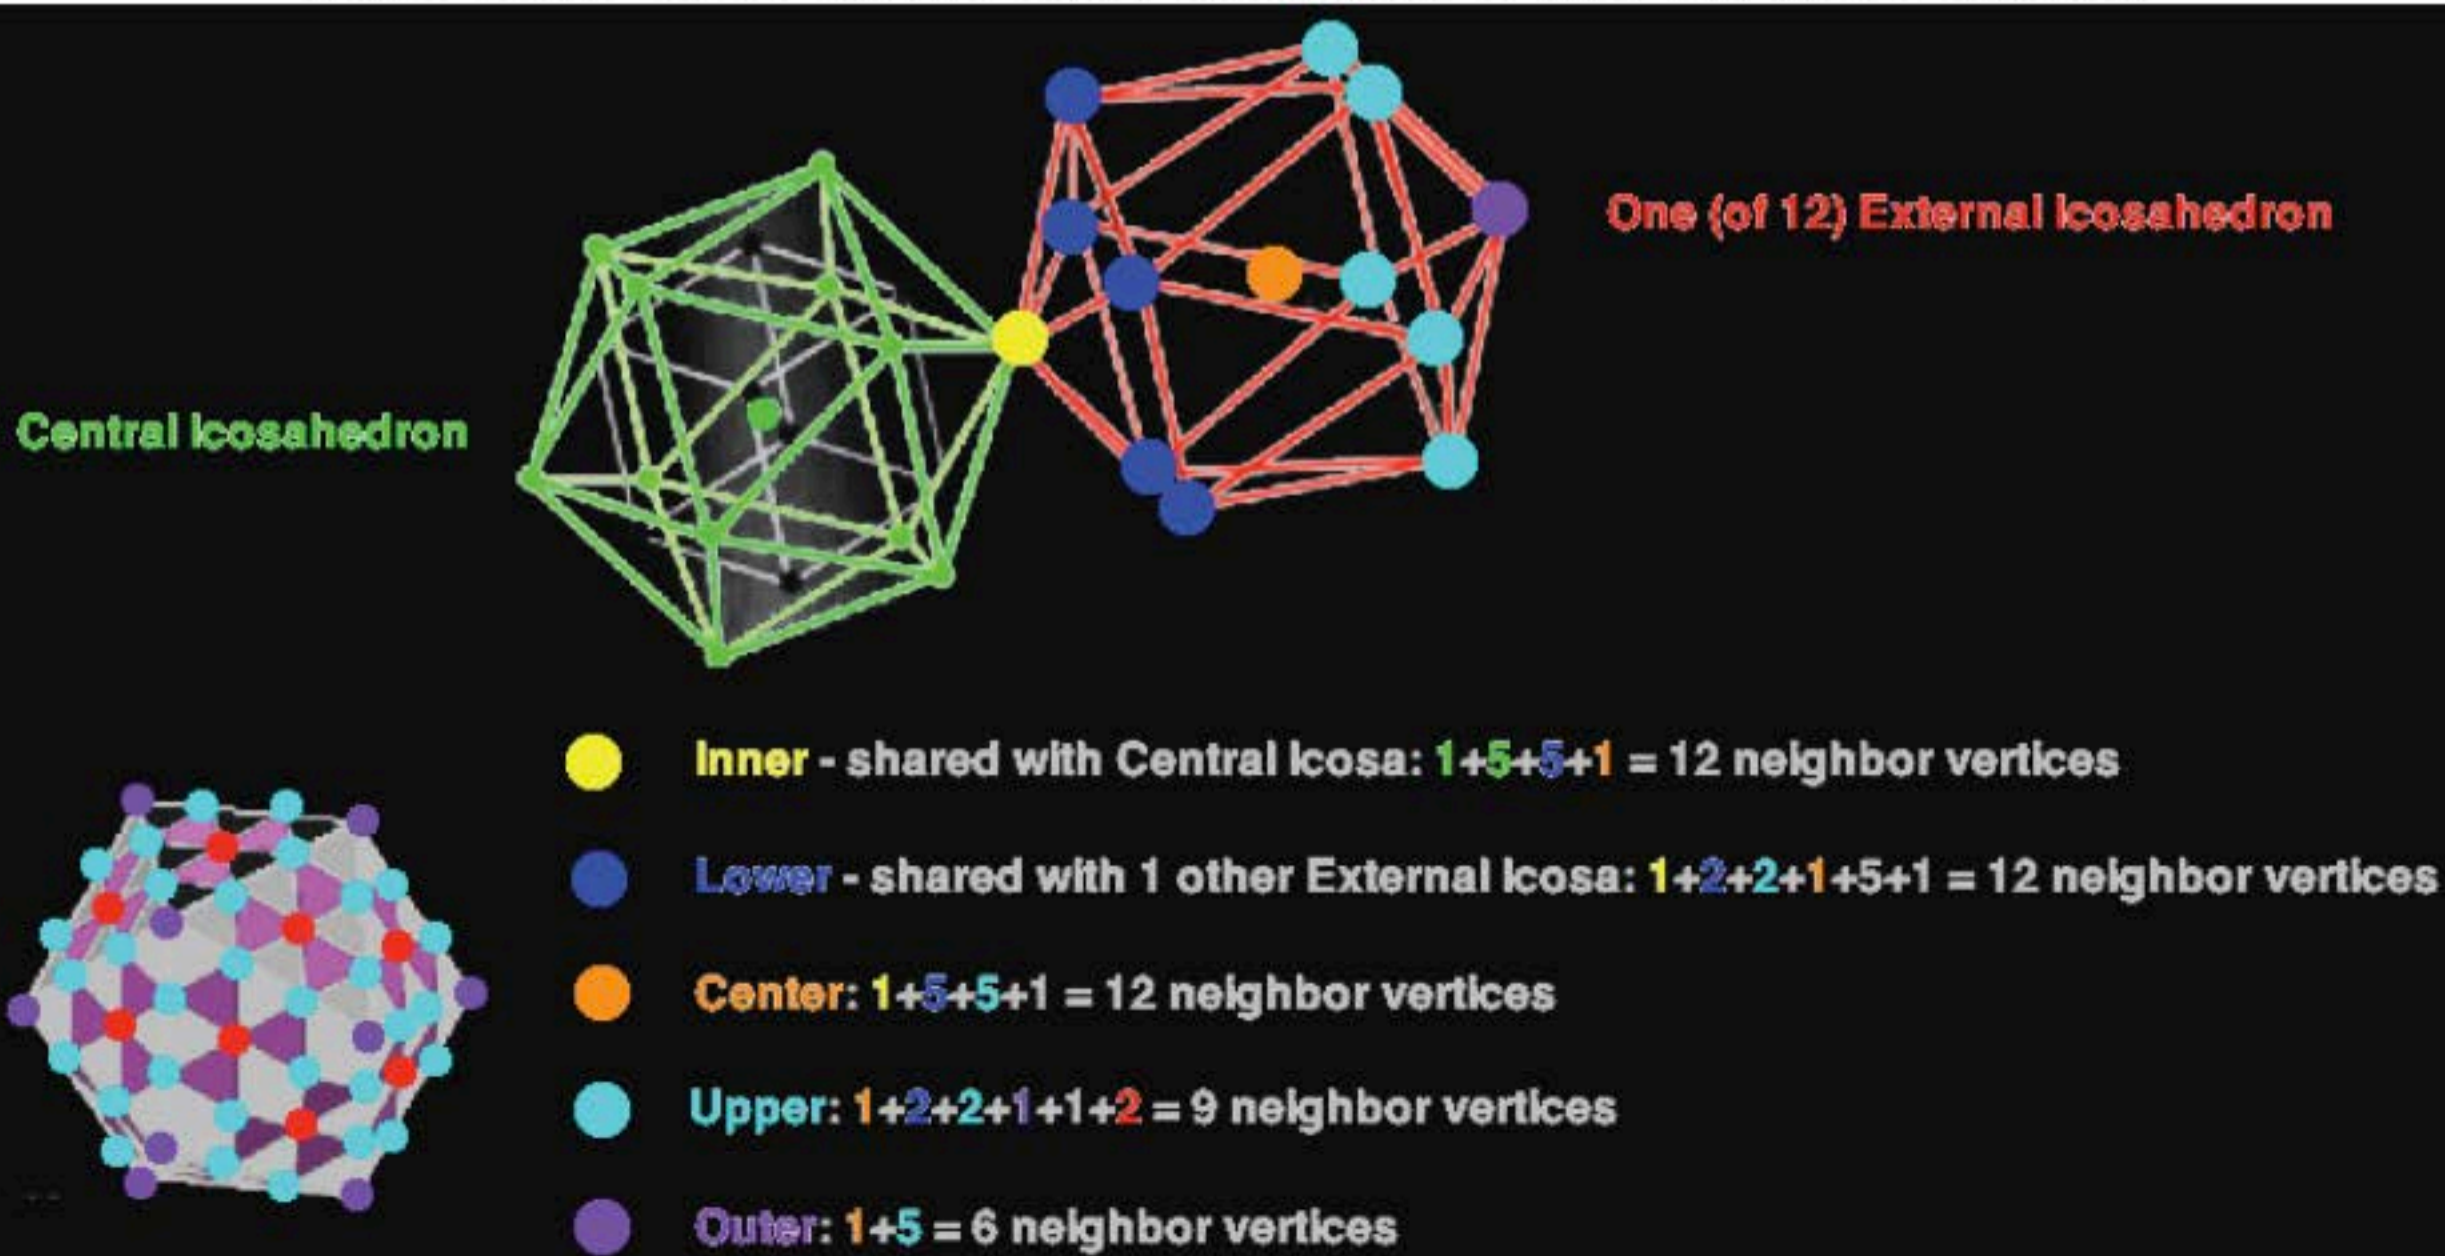 One (of 12) External Icosahedron
Central Icosahedron
Inner - shared with Central Icosa: 1+5+5+1 = 12 neighbor vertices
Lower - shared with 1 other External Icosa: 1+2+2+1+5+1 = 12 neighbor vertices
Center: 1+5+5+1 = 12 neighbor vertices
Upper: 1+2+2+1+1+2 = 9 neighbor vertices
Outer: 1+5 = 6 neighbor vertices